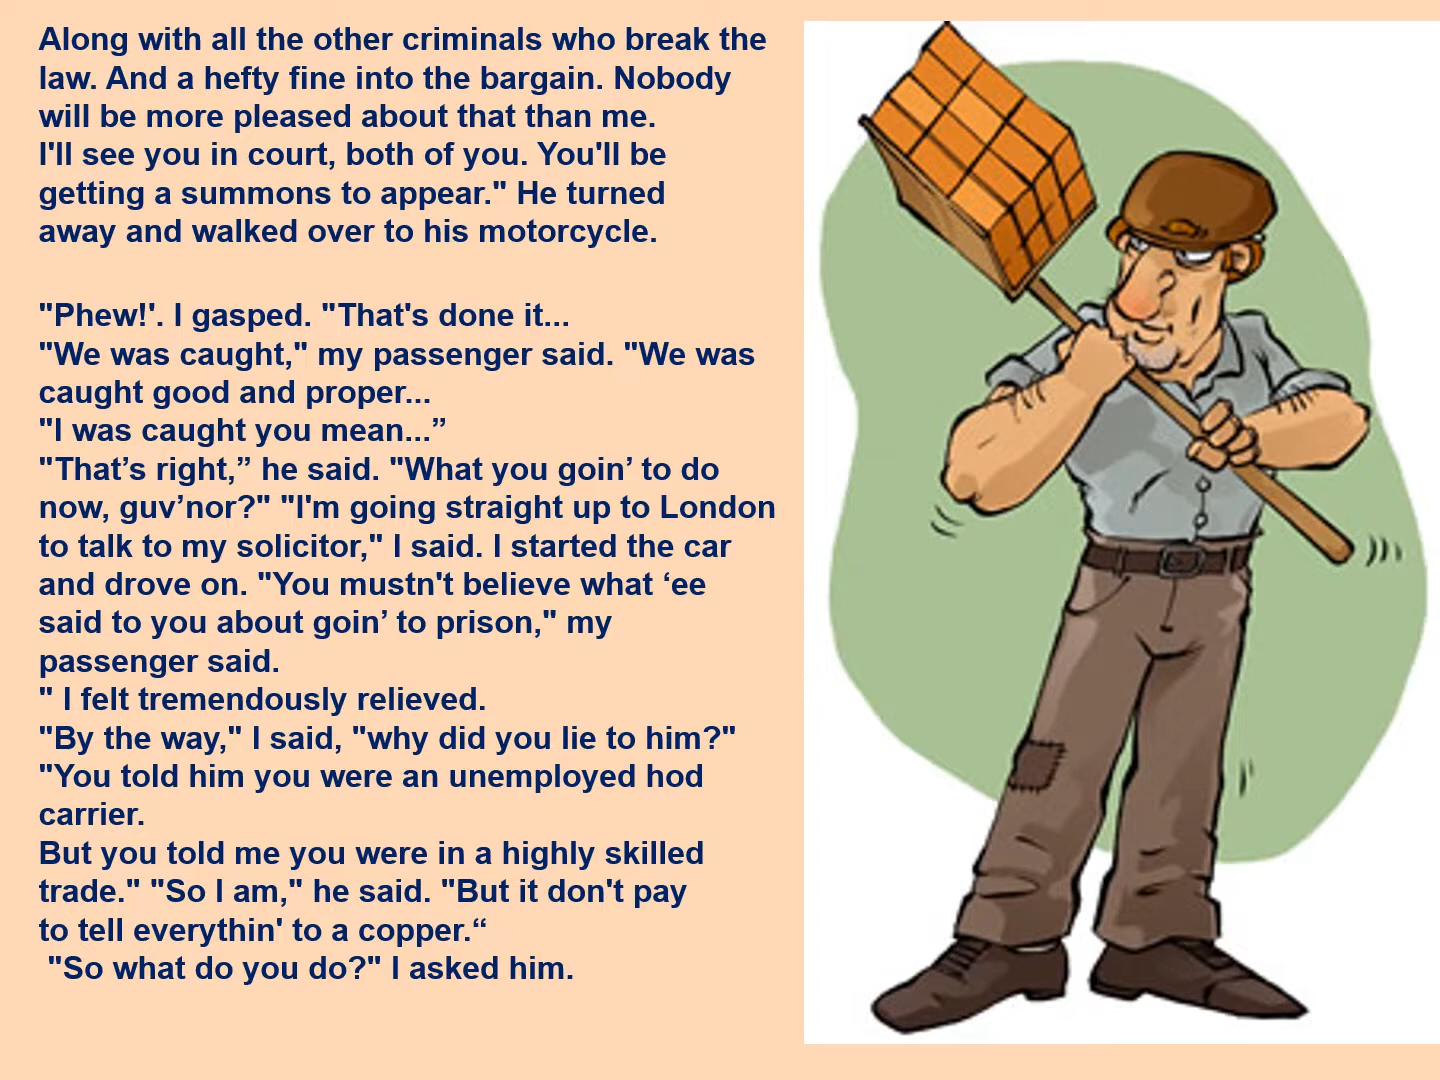 Along with all the other criminals who break the
law. And a hefty fine into the bargain. Nobody
will be more pleased about that than me.
I'll see you in court, both of you. You'll be
getting a summons to appear." He turned
away and walked over to his motorcycle.
"Phew!'. I gasped. "That's done it...
"We was caught," my passenger said. "We was
caught good and proper...
"I was caught you mean...”
"That’s right,” he said. "What you goin’ to do
now, guv’nor?" "I'm going straight up to London
to talk to my solicitor," I said. I started the car
and drove on. "You mustn't believe what ‘ee
said to you about goin’ to prison," my
passenger said.
" I felt tremendously relieved.
"By the way," I said, "why did you lie to him?"
"You told him you were an unemployed hod
carrier.
But you told me you were in a highly skilled
trade." "So I am," he said. "But it don't pay
to tell everythin' to a copper.“
"So what do you do?" I asked him.